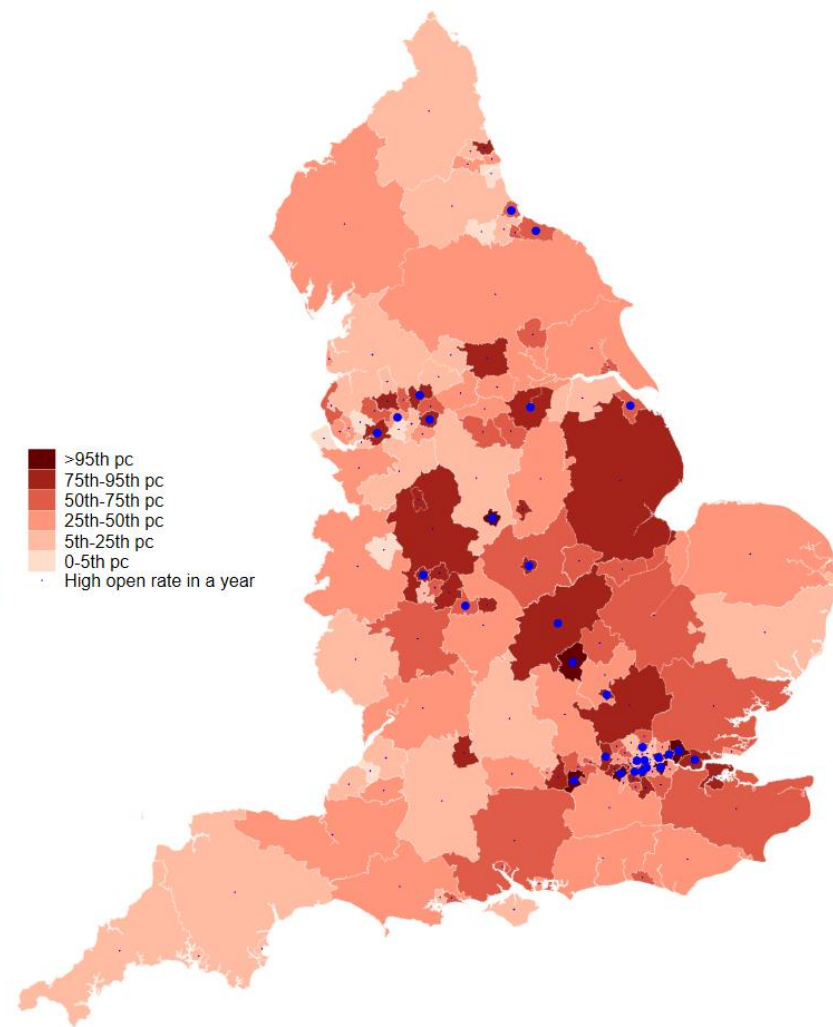 >95th pc
75th-95th pc
50th-75th pc
25th-50th pc
5th-25th pc
0-5th pc
High open rate in a year